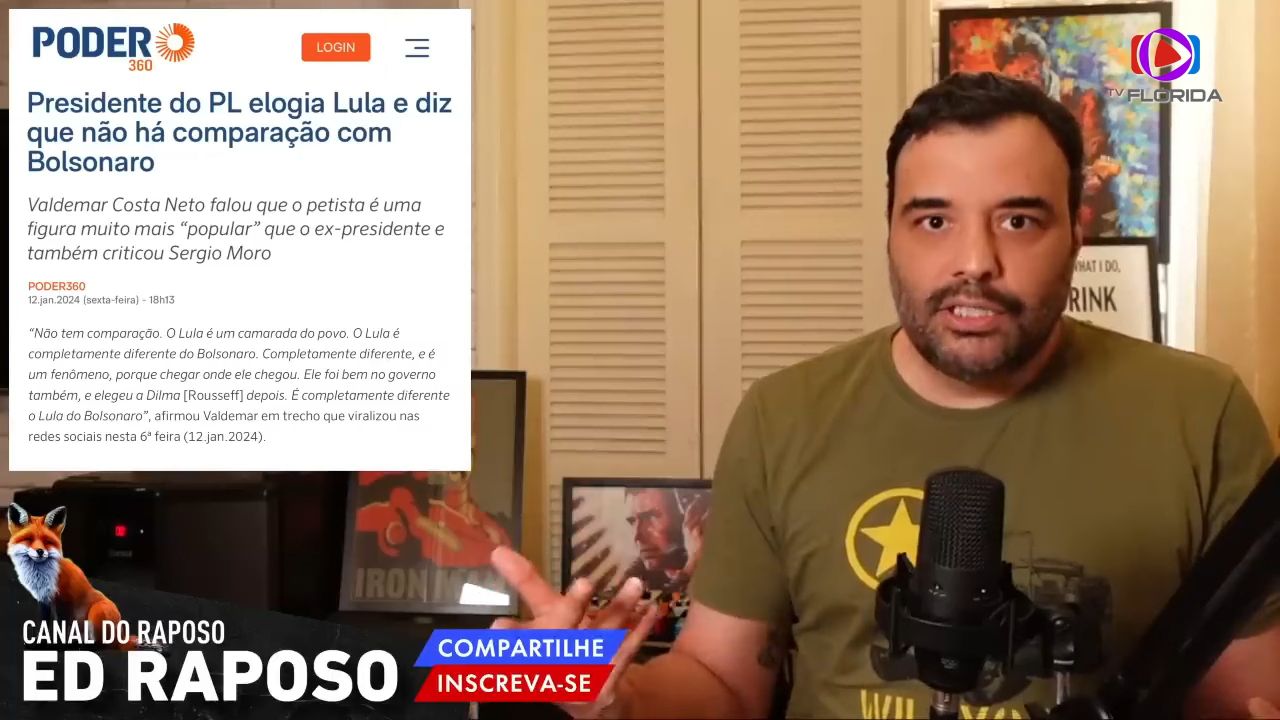 PODER
360
LOGIN
Presidente do PL elogia Lula e diz
que não há comparação com
Bolsonaro
Valdemar Costa Neto falou que o petista é uma
figura muito mais “popular” que o ex-presidente e
também criticou Sergio Moro
PODER360
12.jan.2024 (sexta-feira) - 18h13
“Não tem comparação. O Lula é um camarada do povo. O Lula é
completamente diferente do Bolsonaro. Completamente diferente, e é
um fenômeno, porque chegar onde ele chegou. Ele foi bem no governo
também, e elegeu a Dilma [Rousseff] depois. É completamente diferente
o Lula do Bolsonaro”, afirmou Valdemar em trecho que viralizou nas
redes sociais nesta 6ª feira (12.jan.2024).
TV FLORIDA
WHAT I DO,
DRINK
IRON MAN
CANAL DO RAPOSO
ED RAPOSO
COMPARTILHE
INSCREVA-SE